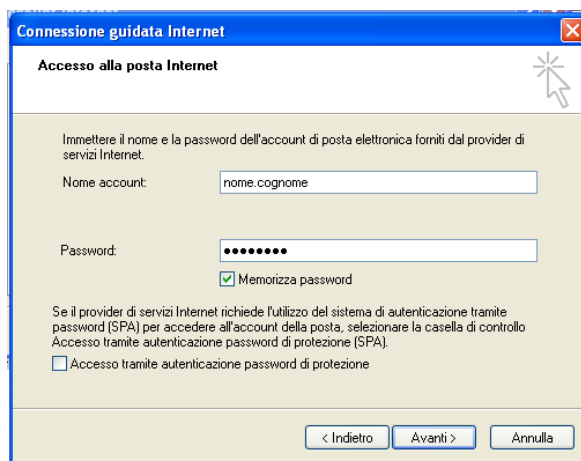 Connessione guidata Internet
Accesso alla posta Internet
Immettere il nome e la password dell'account di posta elettronica forniti dal provider di
servizi Internet.
Nome account:
nome.cognome
Password:
●●●●●●●●
Memorizza password
Se il provider di servizi Internet richiede l'utilizzo del sistema di autenticazione tramite
password (SPA) per accedere all'account della posta, selezionare la casella di controllo
Accesso tramite autenticazione password di protezione (SPA).
Accesso tramite autenticazione password di protezione
< Indietro
Avanti >
Annulla